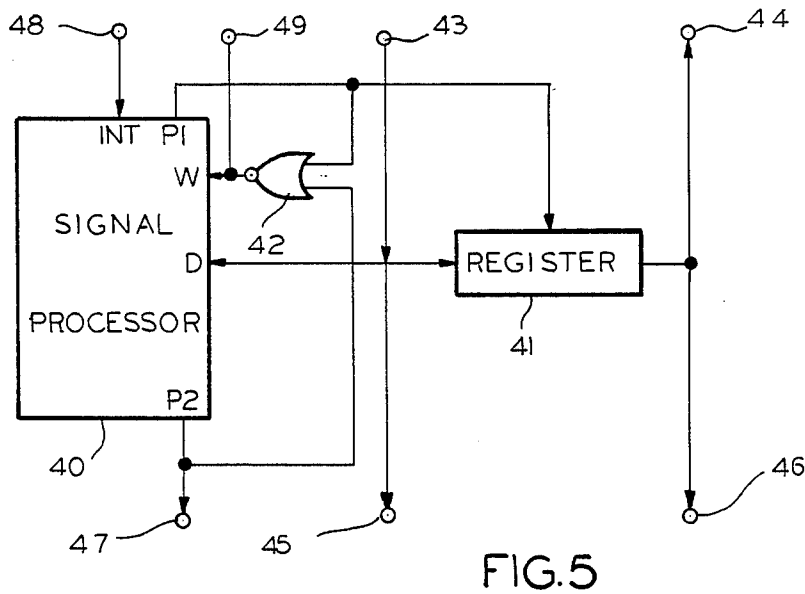 48
49
43
44
INT P1
W
SIGNAL
42
D
REGISTER
PROCESSOR
41
P2
40
47
45
46
FIG.5